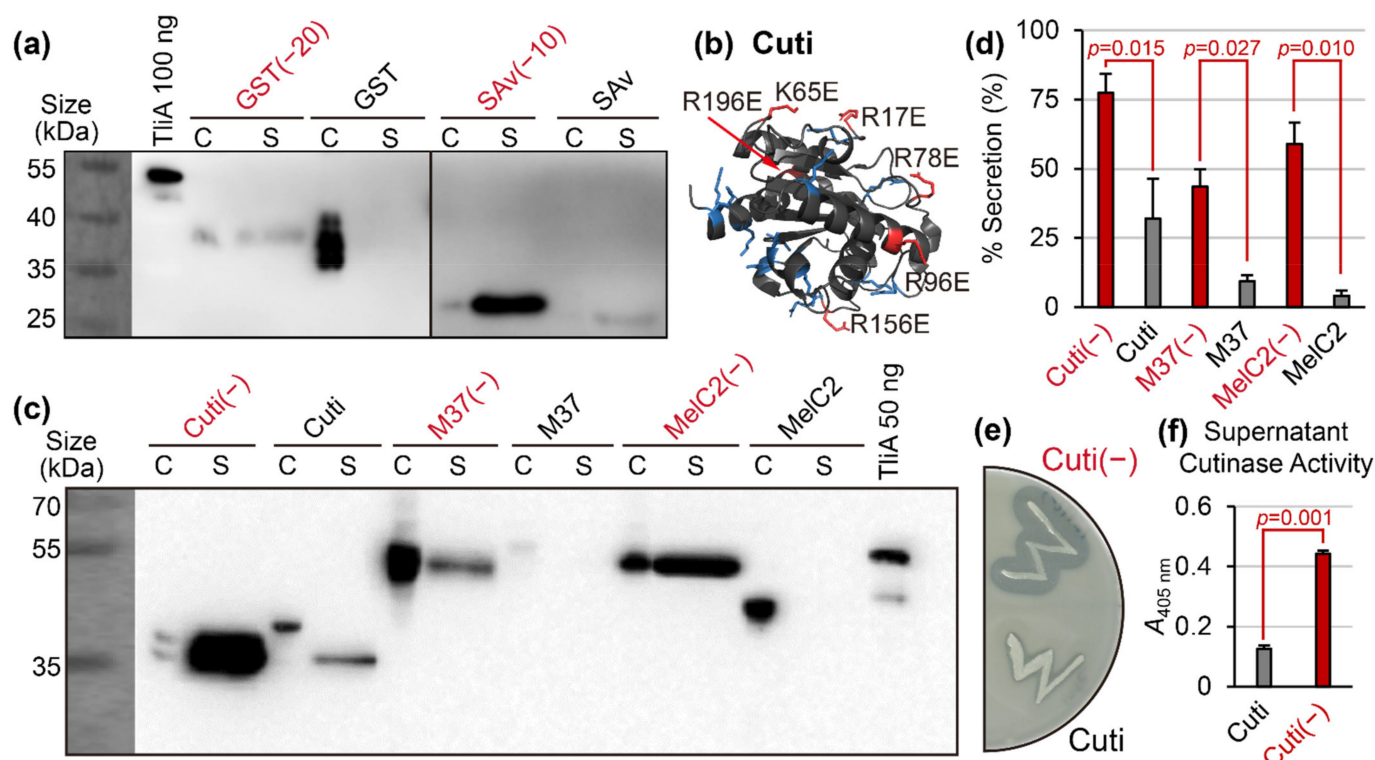 (a)
TliA 100 ng
GST(−20)
GST
SAv(−10)
SAv
Size
(kDa)
C S C S C S C S
55
40
35
25
(b) Cuti
K65E
R196E
R17E
R78E
R96E
R156E
(d)
% Secretion (%)
100
75
50
25
0
p=0.015
p=0.027
p=0.010
Cuti(−)
Cuti
M37(−)
M37
MelC2(−)
MelC2
(c)
Cuti(−)
Cuti
M37(−)
M37
MelC2(−)
MelC2
TliA 50 ng
Size
(kDa)
C S C S C S C S C S C S
70
55
35
(e)
Cuti(−)
Cuti
(f) Supernatant
Cutinase Activity
A405 nm
0.6
0.4
0.2
0
p=0.001
Cuti
Cuti(−)